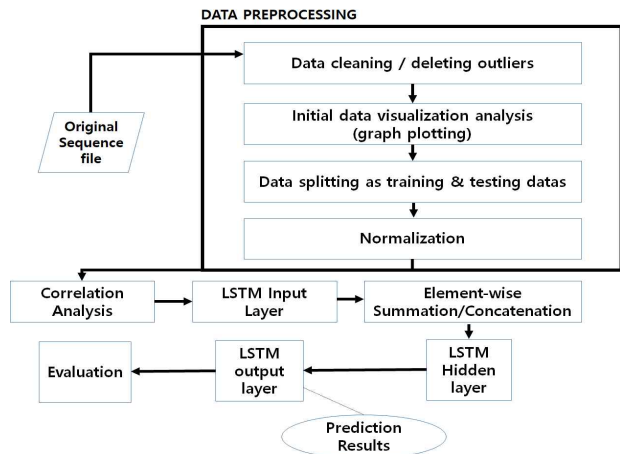 DATA PREPROCESSING
Data cleaning / deleting outliers
Original
Sequence
file
Initial data visualization analysis
(graph plotting)
Data splitting as training & testing datas
Normalization
Correlation
Analysis
LSTM Input
Layer
Element-wise
Summation/Concatenation
LSTM
Hidden
layer
LSTM
output
layer
Evaluation
Prediction
Results